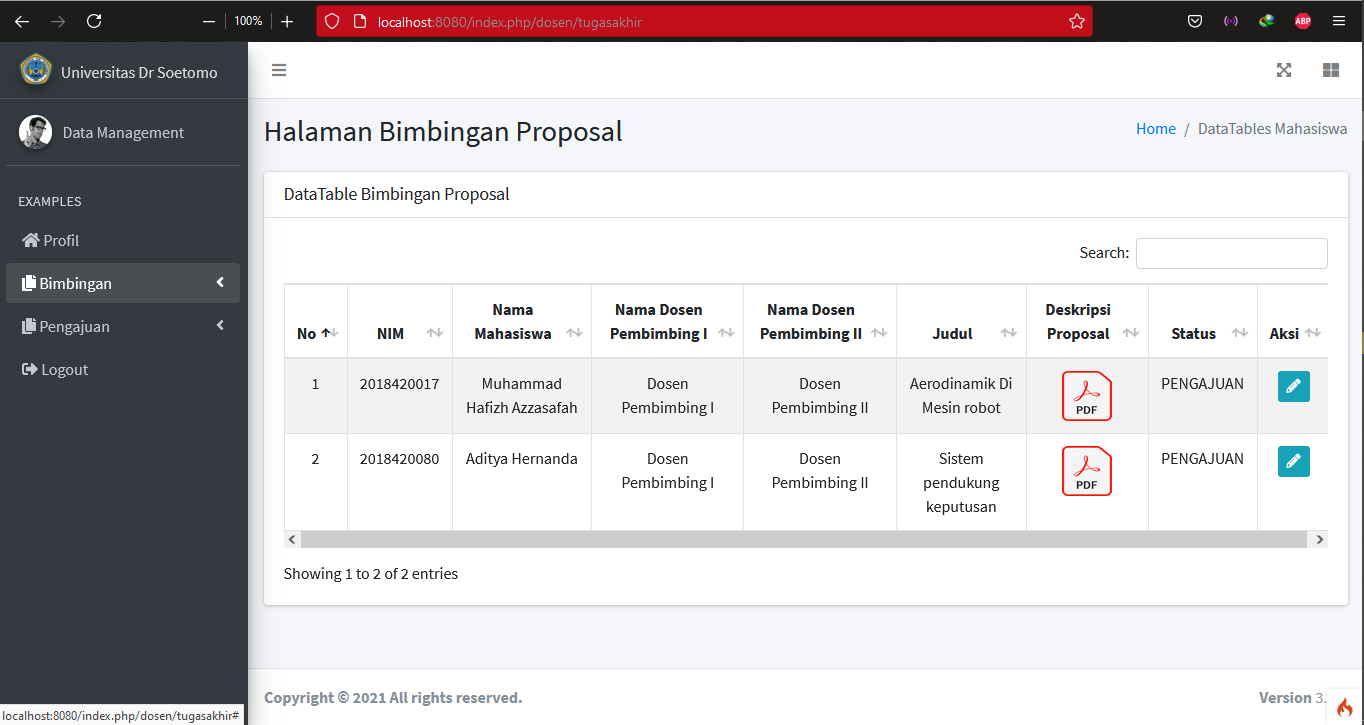 100%
localhost:8080/index.php/dosen/tugasakhir
ABP
Universitas Dr Soetomo
Data Management
EXAMPLES
Profil
Bimbingan
Pengajuan
Logout
Halaman Bimbingan Proposal
Home / DataTables Mahasiswa
DataTable Bimbingan Proposal
Search:
No NIM Nama Mahasiswa Nama Dosen Pembimbing I Nama Dosen Pembimbing II Judul Deskripsi Proposal Status Aksi
1 2018420017 Muhammad Hafizh Azzasafah Dosen Pembimbing I Dosen Pembimbing II Aerodinamik Di Mesin robot PDF PENGAJUAN
2 2018420080 Aditya Hernanda Dosen Pembimbing I Dosen Pembimbing II Sistem pendukung keputusan PDF PENGAJUAN
Showing 1 to 2 of 2 entries
Copyright © 2021 All rights reserved.
Version 3.
localhost:8080/index.php/dosen/tugasakhir#